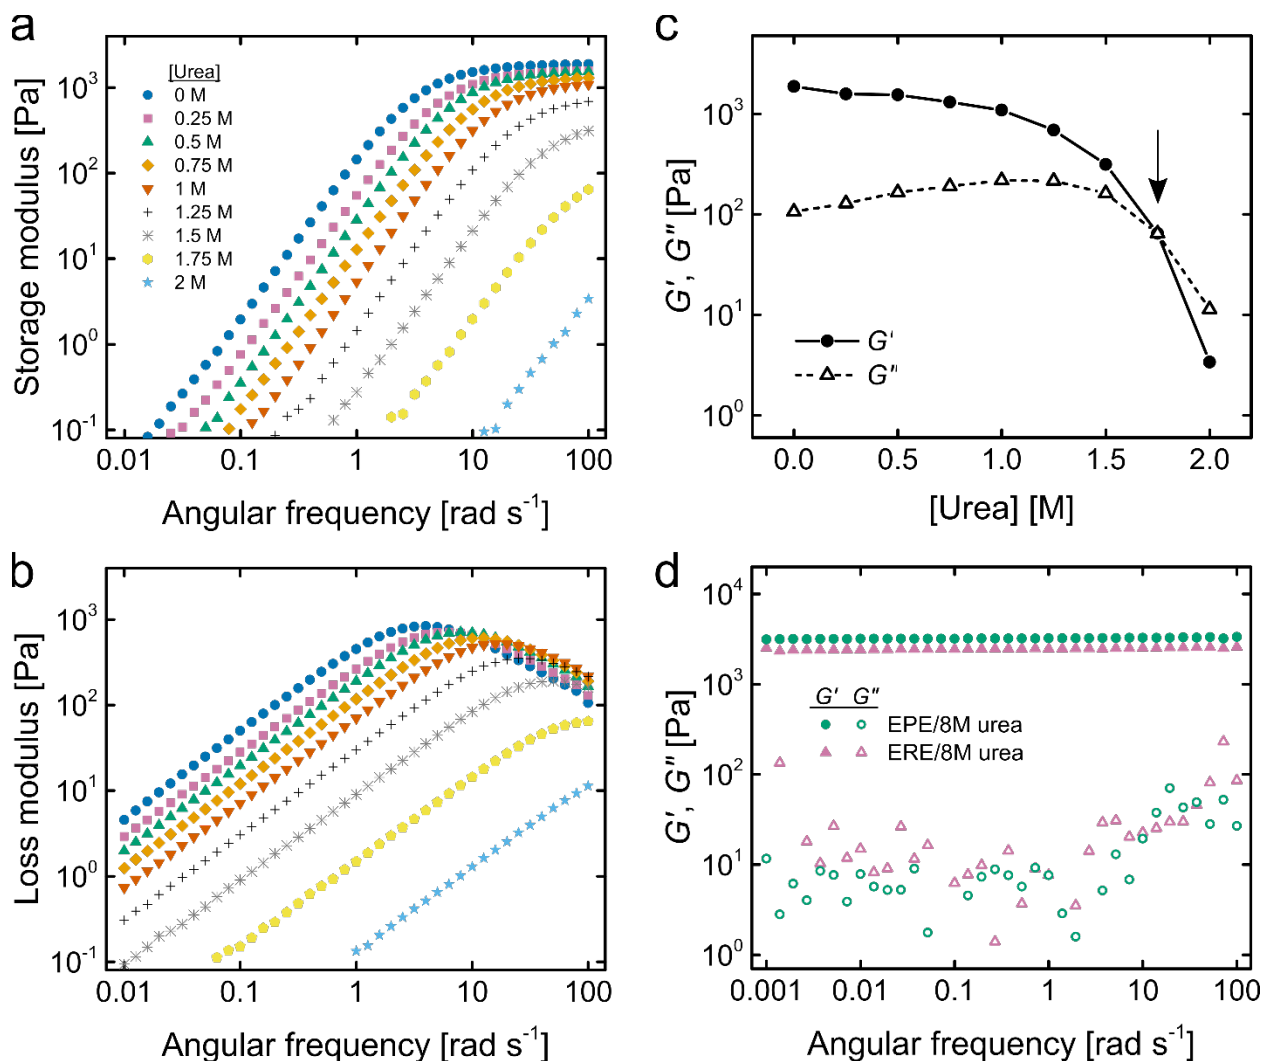 a
Storage modulus [Pa]
10³
10²
10¹
10⁰
10⁻¹
[Urea]
0 M
0.25 M
0.5 M
0.75 M
1 M
1.25 M
1.5 M
1.75 M
2 M
0.01 0.1 1 10 100
Angular frequency [rad s⁻¹]
b
Loss modulus [Pa]
10³
10²
10¹
10⁰
10⁻¹
0.01 0.1 1 10 100
Angular frequency [rad s⁻¹]
c
G', G" [Pa]
10³
10²
10¹
10⁰
G'
G"
0.0 0.5 1.0 1.5 2.0
[Urea] [M]
d
G', G" [Pa]
10⁴
10³
10²
10¹
10⁰
G' G"
EPE/8M urea
ERE/8M urea
0.001 0.01 0.1 1 10 100
Angular frequency [rad s⁻¹]